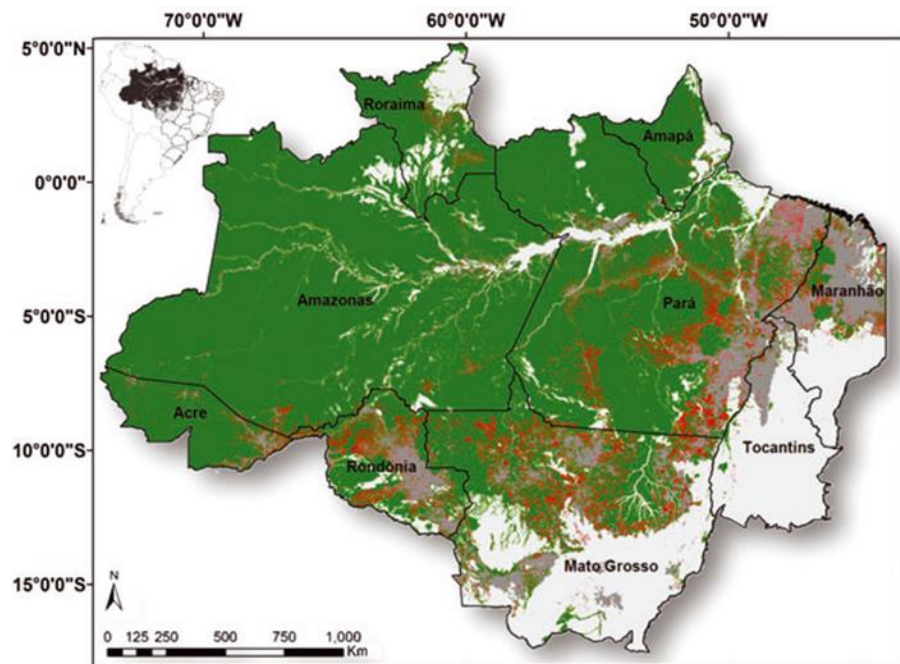 70°0'0"W 60°0'0"W 50°0'0"W
5°0'0"N
Roraima
Amapá
0°0'0"
Amazonas
Pará
Maranhão
5°0'0"S
Acre
10°0'0"S
Rondônia
Tocantins
Mato Grosso
15°0'0"S
N
0 125 250 500 750 1,000
Km